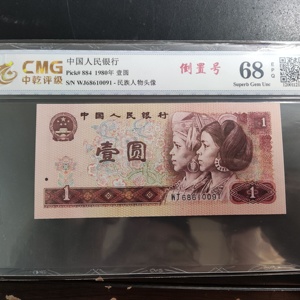 CMG
中乾评级
中国人民银行
Pick# 884 1980年 壹圆
S/N WJ68610091 - 民族人物头像
倒置号
68
EPQ
Superb Gem Unc
中国人民银行
壹圆
1
1
WJ68610091